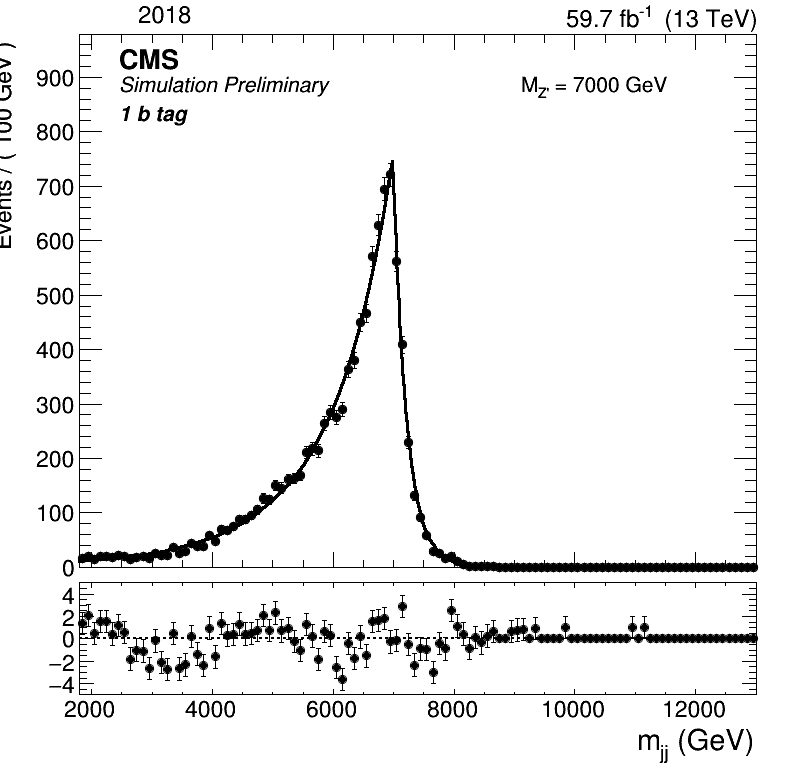 2018
59.7 fb-1 (13 TeV)
CMS
Simulation Preliminary
1 b tag
MZ' = 7000 GeV
Events / ( 100 GeV )
900
800
700
600
500
400
300
200
100
0
4
2
0
−2
−4
2000 4000 6000 8000 10000 12000
mjj (GeV)